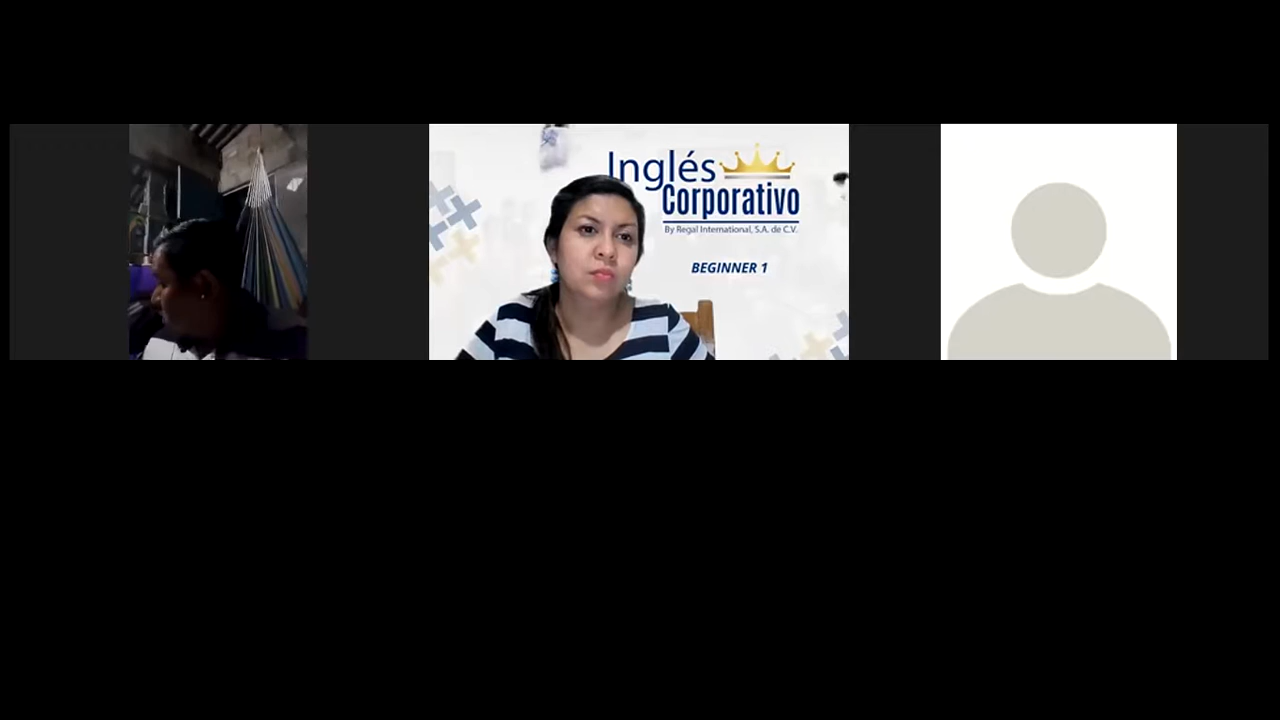 Inglés
Corporativo
By Regal International, S.A. de C.V.
BEGINNER 1